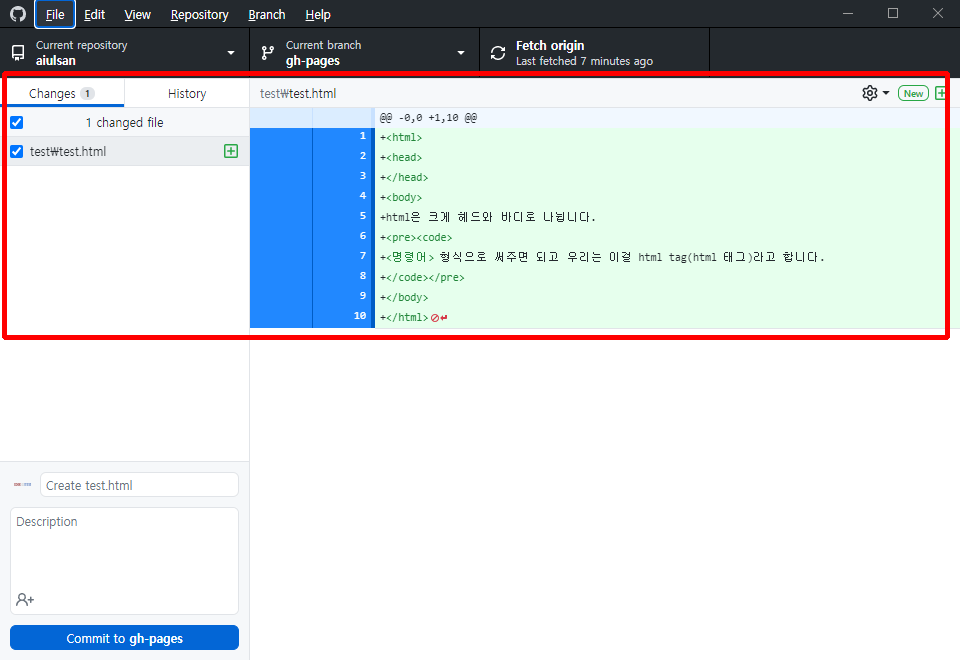 File Edit View Repository Branch Help
Current repository
aiulsan
Current branch
gh-pages
Fetch origin
Last fetched 7 minutes ago
Changes 1
History
test₩test.html
New
1 changed file
test₩test.html
@@ -0,0 +1,10 @@
1 +<html>
2 +<head>
3 +</head>
4 +<body>
5 +html은 크게 헤드와 바디로 나뉩니다.
6 +<pre><code>
7 +<명령어> 형식으로 써주면 되고 우리는 이걸 html tag(html 태그)라고 합니다.
8 +</code></pre>
9 +</body>
10 +</html>
Create test.html
Description
Commit to gh-pages